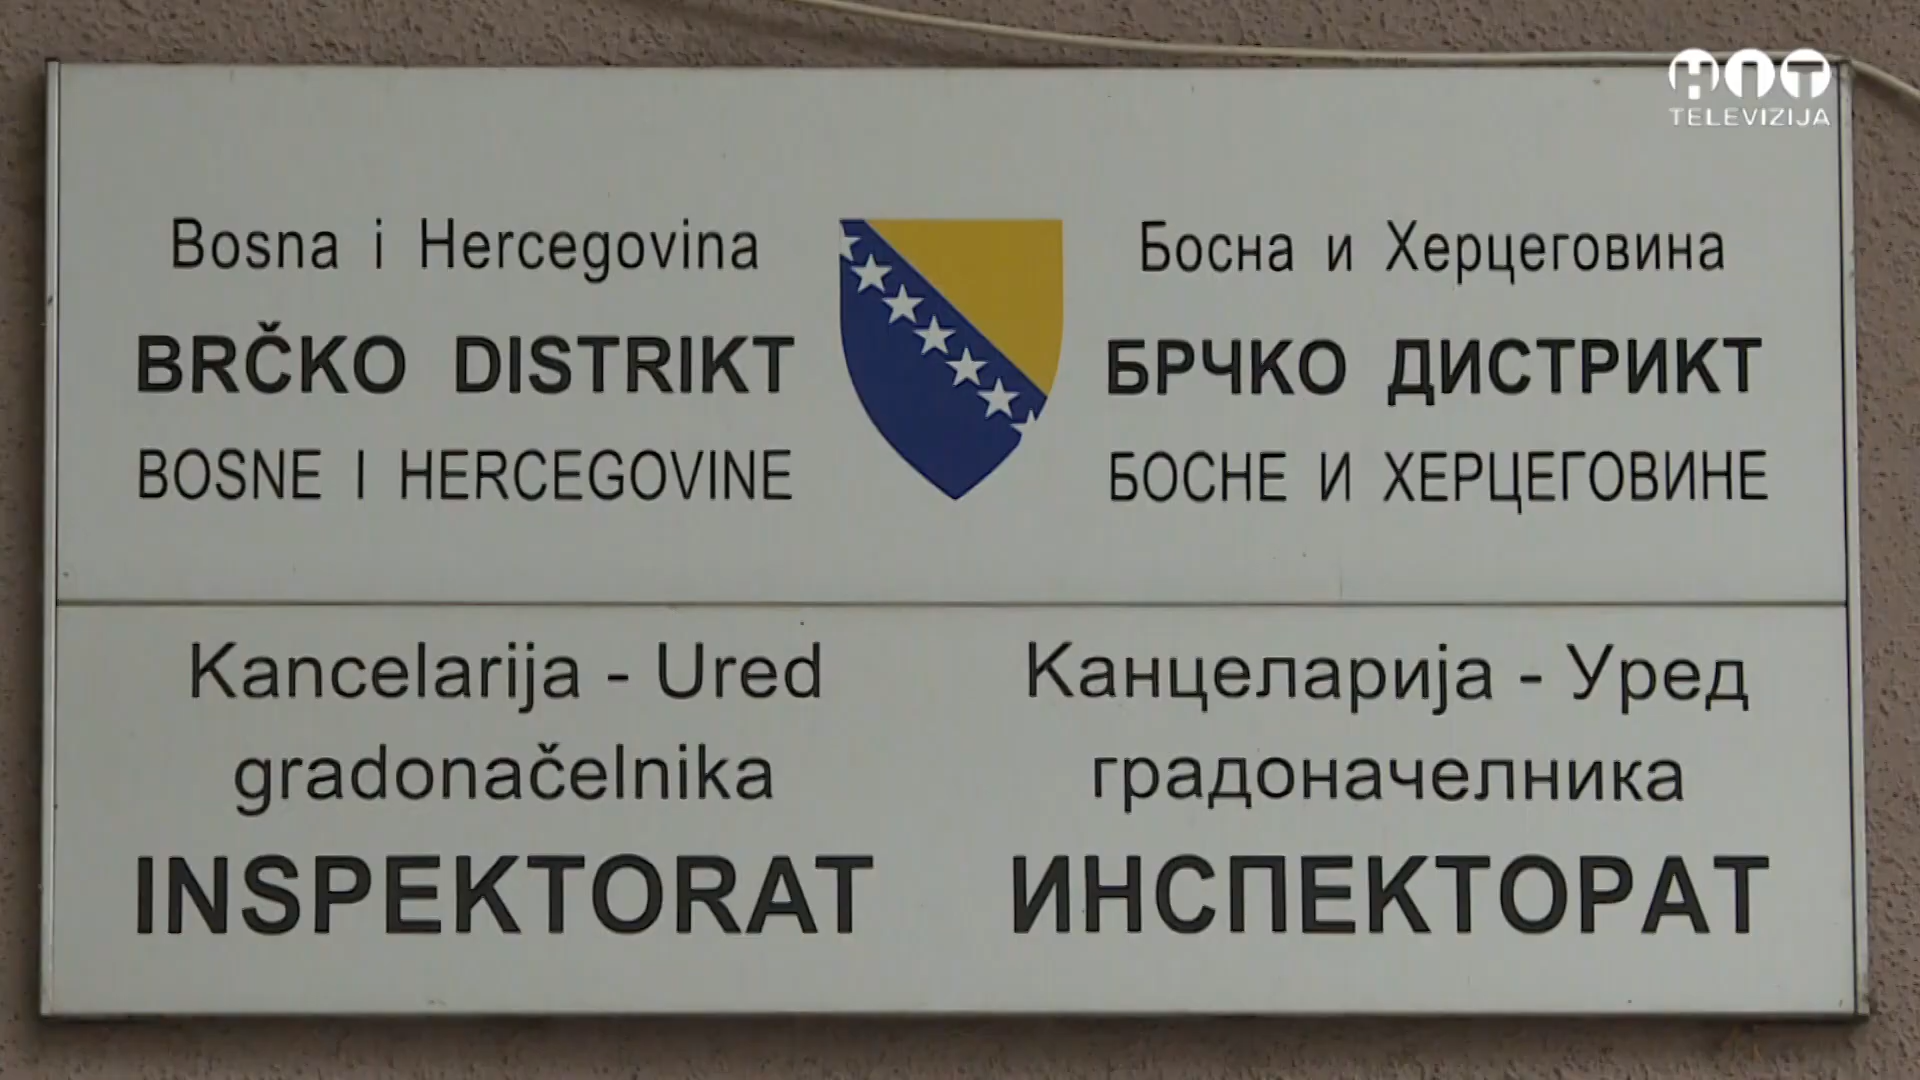 HIT
TELEVIZIJA
Bosna i Hercegovina
BRČKO DISTRIKT
BOSNE I HERCEGOVINE
Босна и Херцеговина
БРЧКО ДИСТРИКТ
БОСНЕ И ХЕРЦЕГОВИНЕ
Kancelarija - Ured
gradonačelnika
INSPEKTORAT
Канцеларија - Уред
градоначелника
ИНСПЕКТОРАТ